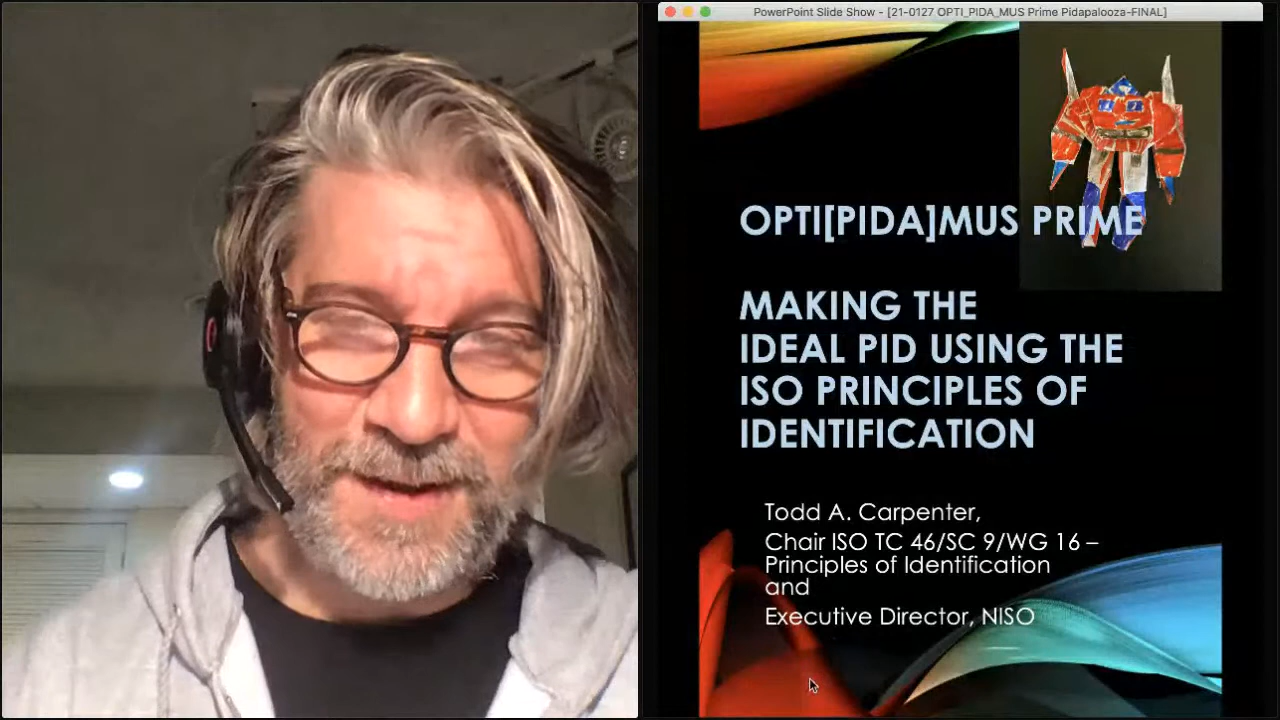 PowerPoint Slide Show - [21-0127 OPTI_PIDA_MUS Prime Pidapalooza-FINAL]
OPTI[PIDA]MUS PRIME
MAKING THE
IDEAL PID USING THE
ISO PRINCIPLES OF
IDENTIFICATION
Todd A. Carpenter,
Chair ISO TC 46/SC 9/WG 16 –
Principles of Identification
and
Executive Director, NISO